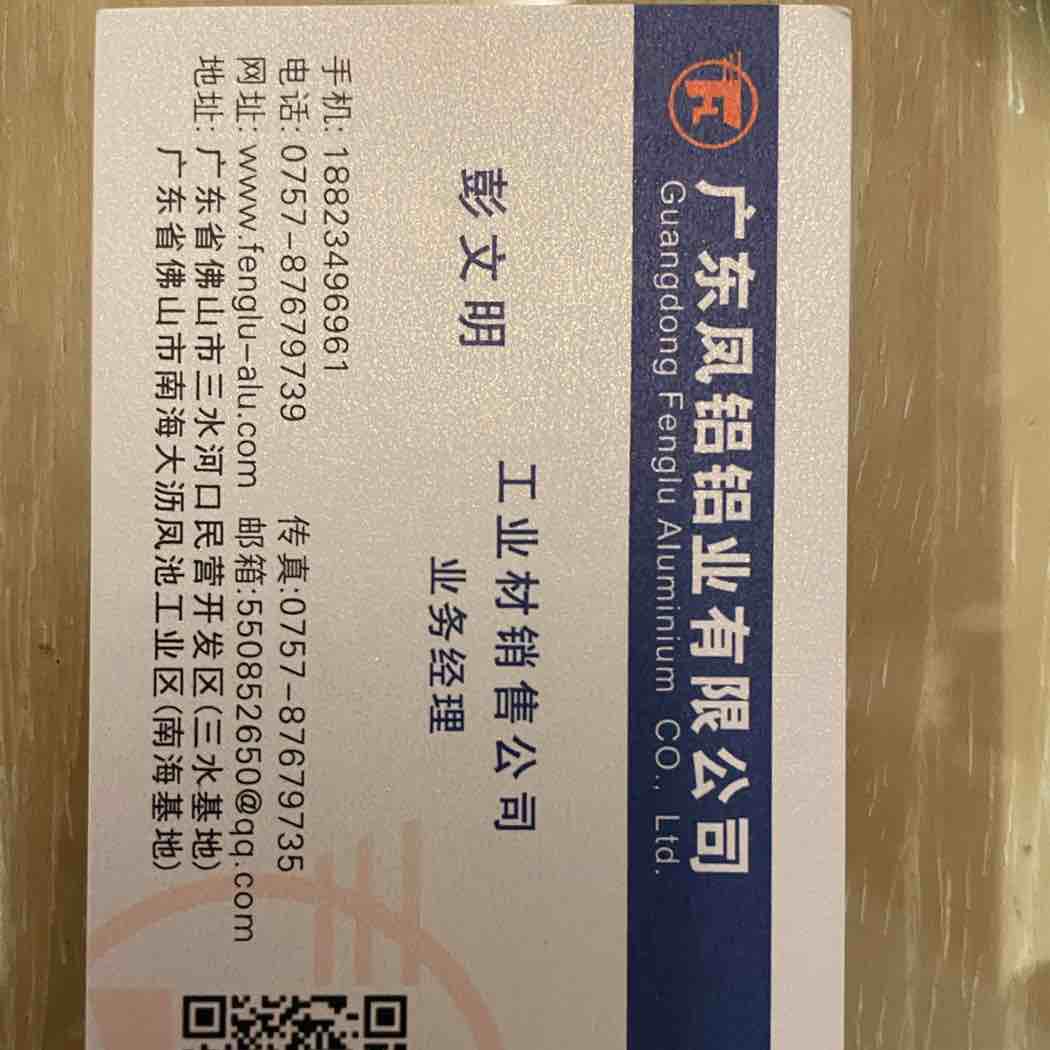 广东凤铝铝业有限公司
Guangdong Fenglu Aluminium CO., Ltd.
彭文明
工业材销售公司
业务经理
手机: 18823496961
电话:0757-87679739 传真:0757-87679735
网址: www.fenglu-alu.com 邮箱:550852650@qq.com
地址: 广东省佛山市三水河口民营开发区(三水基地)
广东省佛山市南海大沥凤池工业区(南海基地)